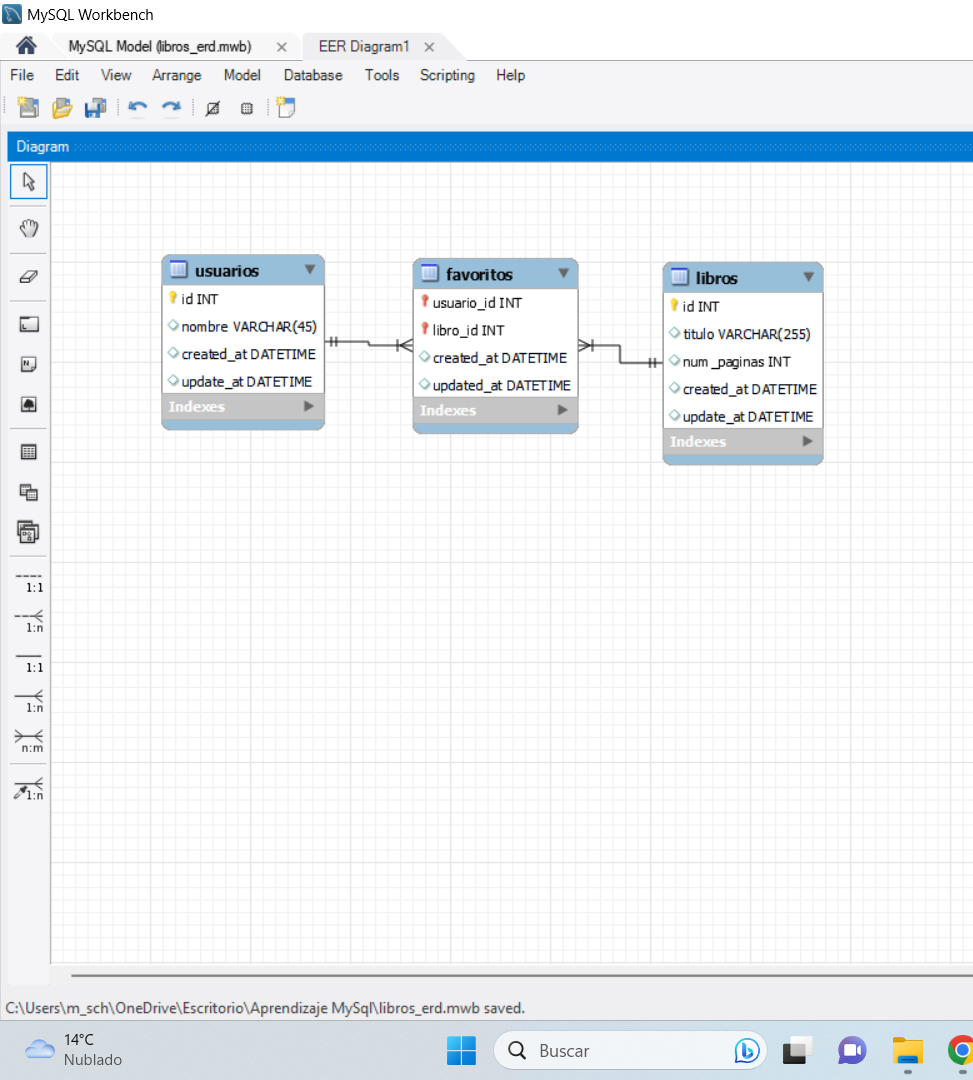 MySQL Workbench
MySQL Model (libros_erd.mwb)
EER Diagram1
File Edit View Arrange Model Database Tools Scripting Help
Diagram
usuarios
id INT
nombre VARCHAR(45)
created_at DATETIME
update_at DATETIME
Indexes
favoritos
usuario_id INT
libro_id INT
created_at DATETIME
updated_at DATETIME
Indexes
libros
id INT
titulo VARCHAR(255)
num_paginas INT
created_at DATETIME
update_at DATETIME
Indexes
1:1
1:n
1:1
1:n
n:m
1:n
C:\Users\m_sch\OneDrive\Escritorio\Aprendizaje MySql\libros_erd.mwb saved.
14°C
Nublado
Buscar